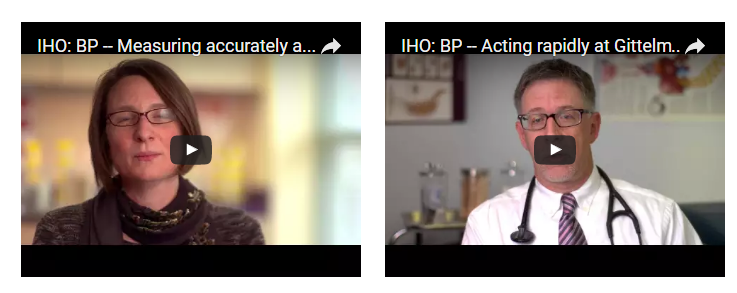 IHO: BP -- Measuring accurately a...
IHO: BP -- Acting rapidly at Gittelm...